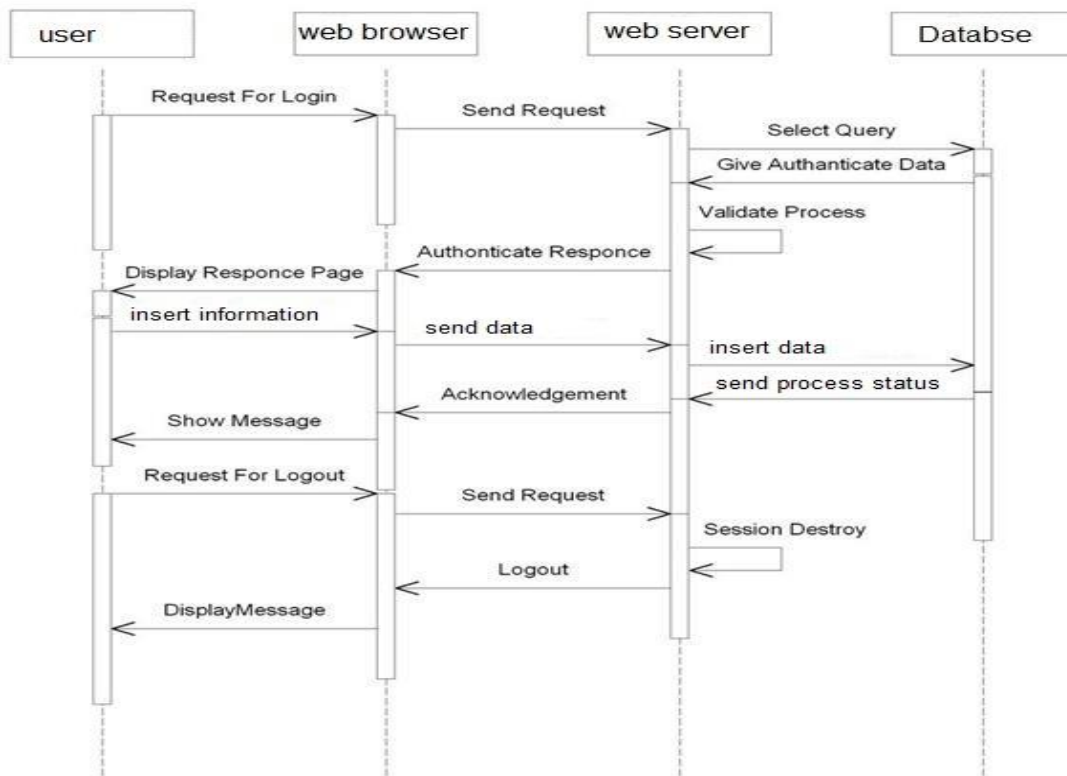 user
web browser
web server
Databse
Request For Login
Send Request
Select Query
Give Authanticate Data
Validate Process
Authonticate Responce
Display Responce Page
insert information
send data
insert data
send process status
Acknowledgement
Show Message
Request For Logout
Send Request
Session Destroy
Logout
DisplayMessage